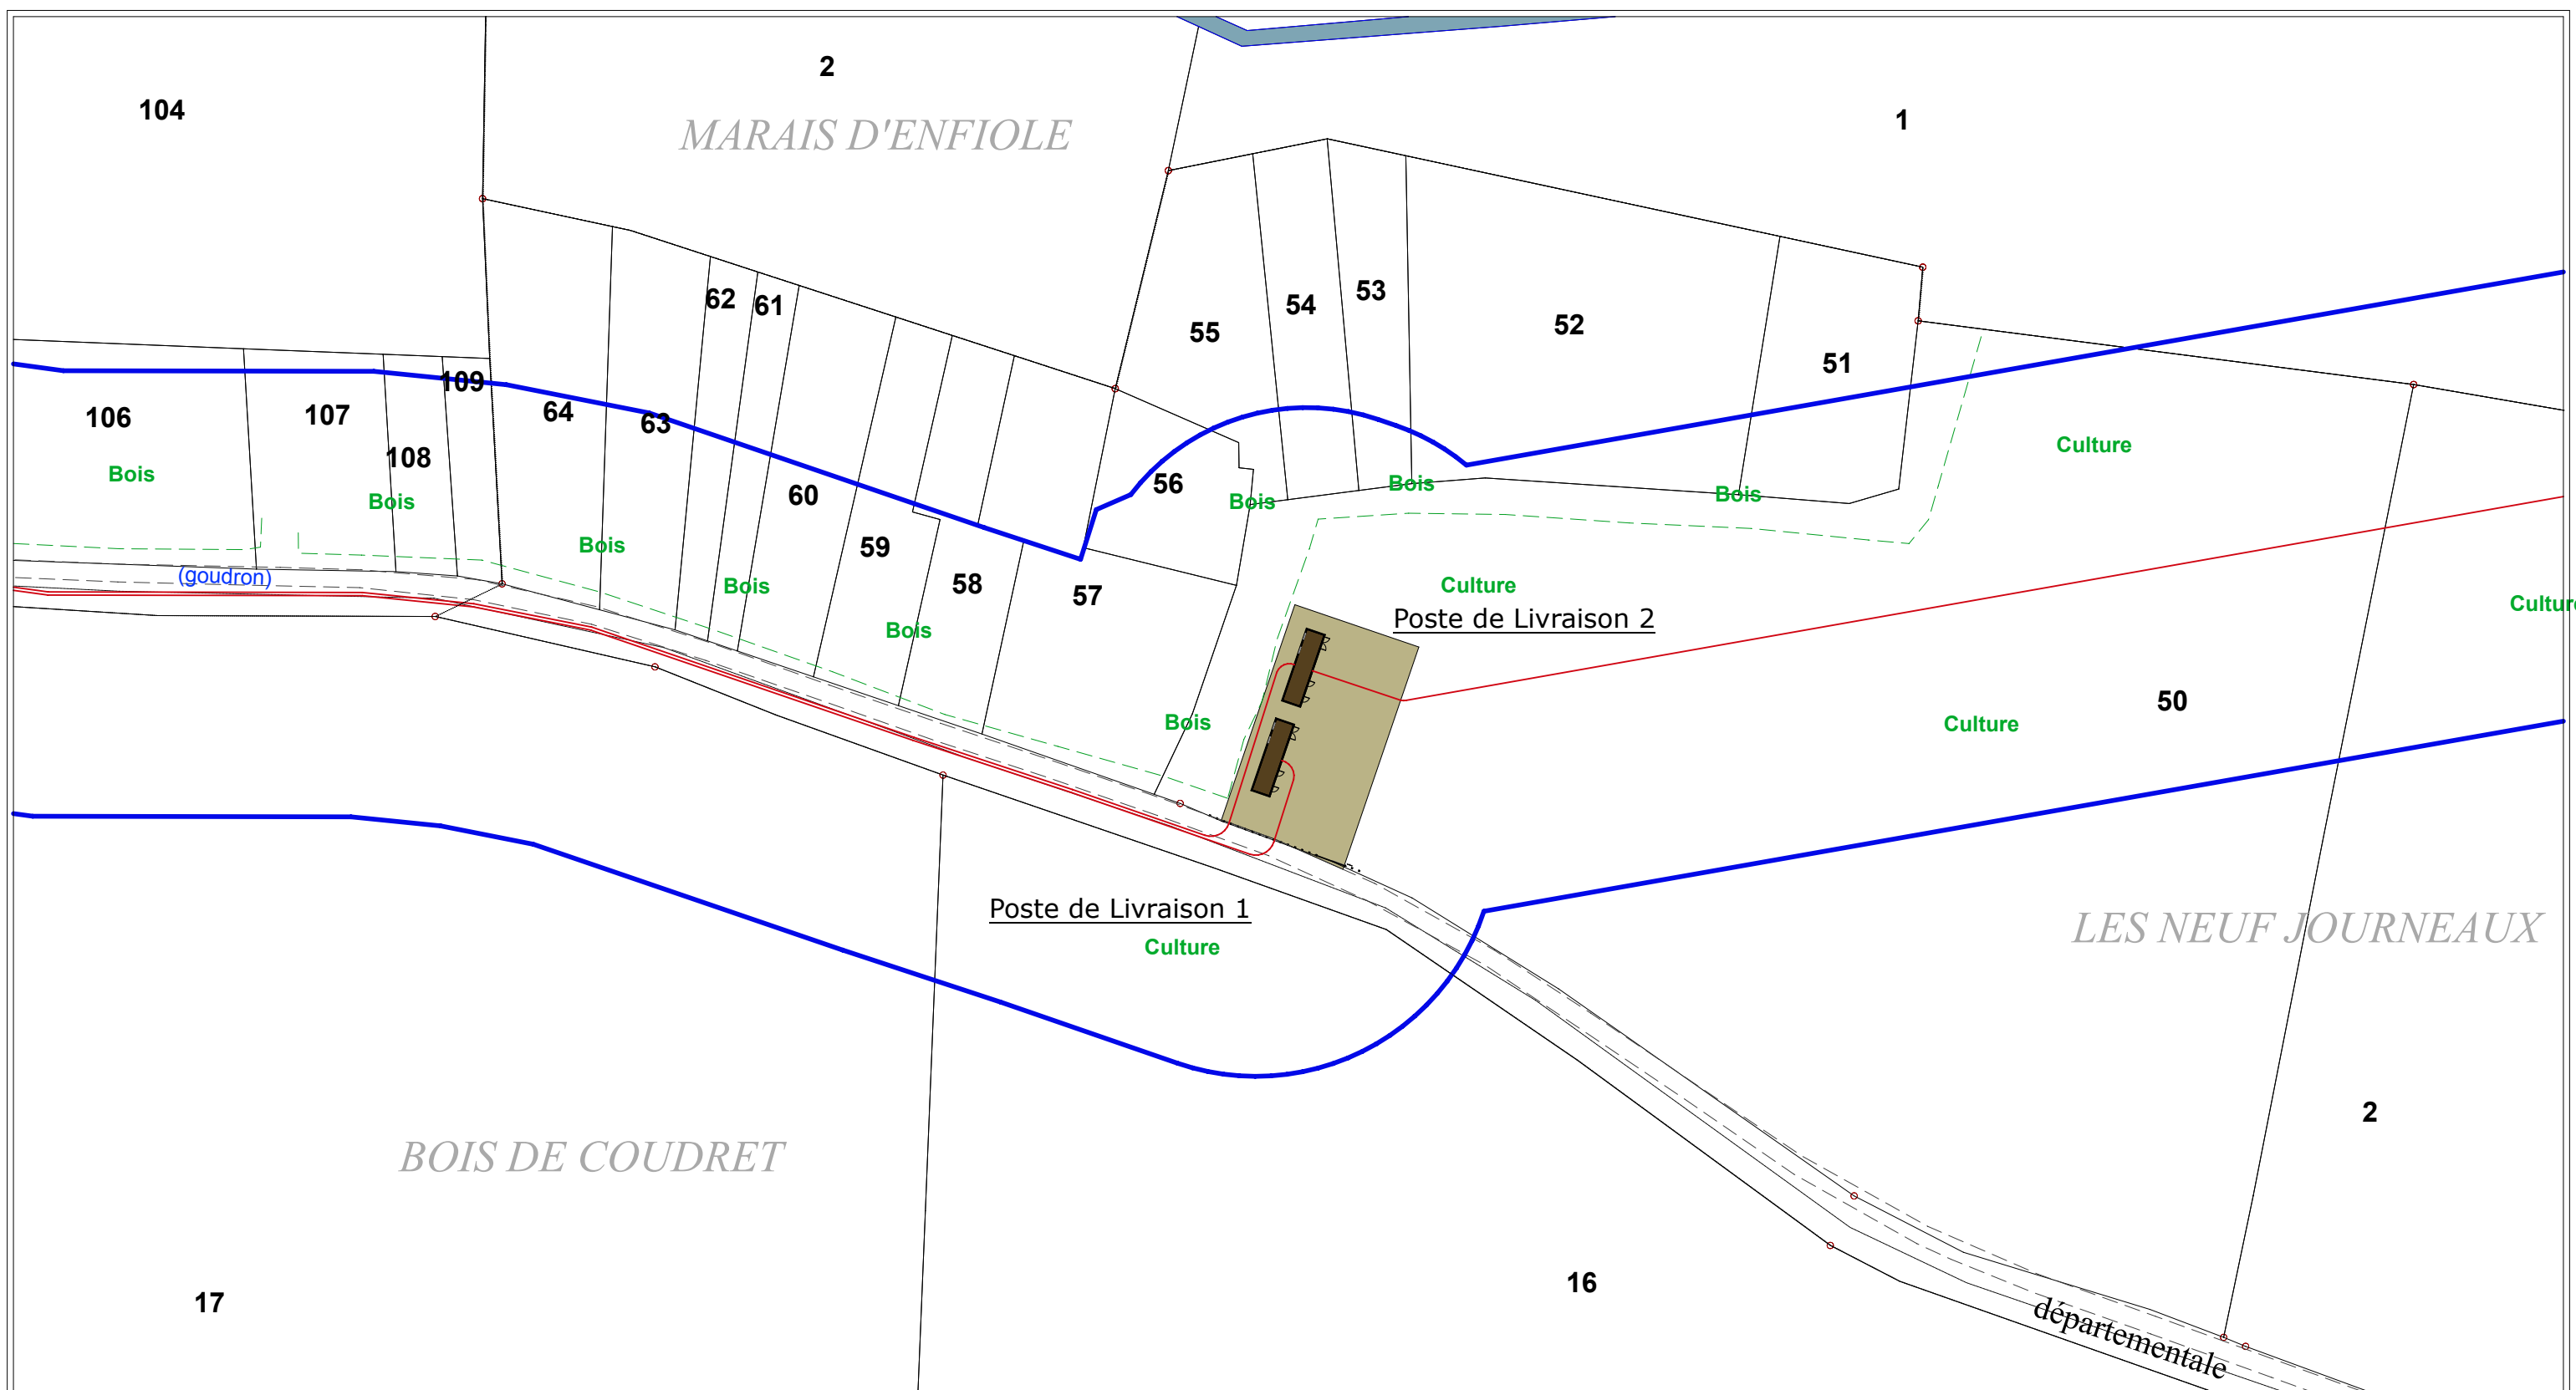 2
104
1
MARAIS D'ENFIOLE
62
61
54
53
55
52
51
109
106
107
64
63
Culture
108
Bois
Bois
60
56
Bois
Bois
Bois
59
Bois
(goudron)
58
57
Bois
Culture
Culture
Poste de Livraison 2
Bois
50
Bois
Culture
Poste de Livraison 1
Culture
LES NEUF JOURNEAUX
2
BOIS DE COUDRET
16
17
départementale